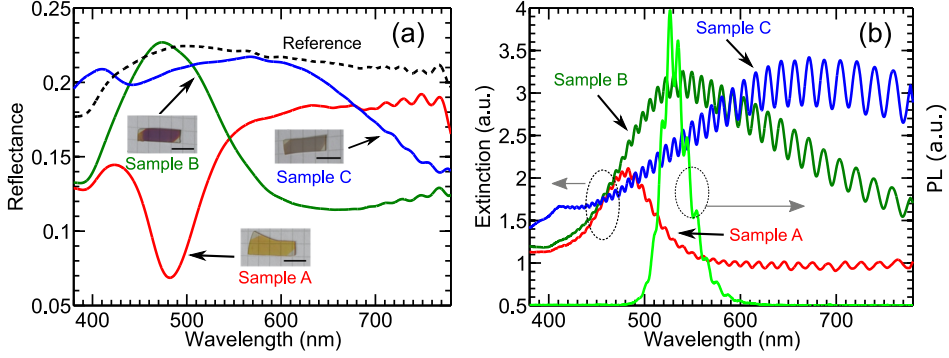 (a)
Reference
0.25
0.2
0.15
0.1
0.05
Reflectance
Sample B
Sample C
Sample A
400
500
600
700
Wavelength (nm)
(b)
Sample C
Sample B
Sample A
4
3.5
3
2.5
2
1.5
1
0.5
Extinction (a.u.)
PL (a.u.)
400
500
600
700
Wavelength (nm)